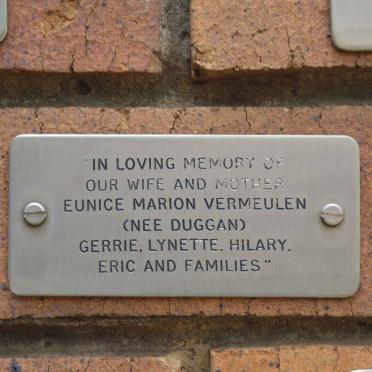 "IN LOVING MEMORY OF
OUR WIFE AND MOTHER
EUNICE MARION VERMEULEN
(NEE DUGGAN)
GERRIE, LYNETTE, HILARY,
ERIC AND FAMILIES."